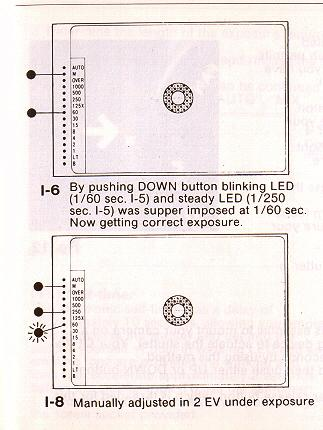 AUTO
M
OVER
1000
500
250
125X
60
30
15
8
4
2
1
LT
B
I-6 By pushing DOWN button blinking LED
(1/60 sec. I-5) and steady LED (1/250
sec. I-5) was supper imposed at 1/60 sec.
Now getting correct exposure.
AUTO
M
OVER
1000
500
250
125X
60
30
15
8
4
2
1
LT
B
I-8 Manually adjusted in 2 EV under exposure